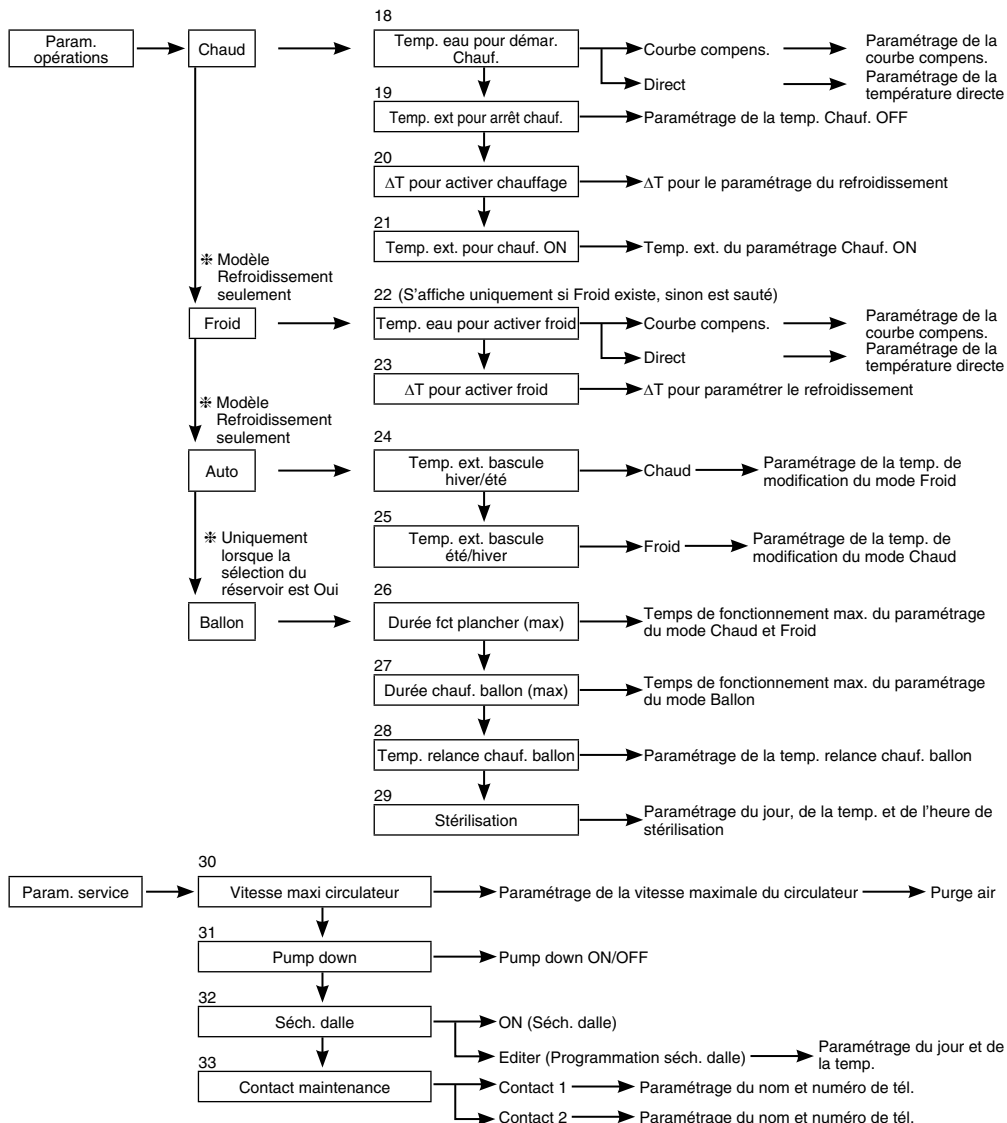 18
Param.
opérations
Chaud
Temp. eau pour démar.
Chauf.
Courbe compens.
Paramétrage de la
courbe compens.
Direct
Paramétrage de la
température directe
19
Temp. ext pour arrêt chauf.
Paramétrage de la temp. Chauf. OFF
20
ΔT pour activer chauffage
ΔT pour le paramétrage du refroidissement
21
Temp. ext. pour chauf. ON
Temp. ext. du paramétrage Chauf. ON
❉ Modèle
Refroidissement
seulement
22 (S'affiche uniquement si Froid existe, sinon est sauté)
Froid
Temp. eau pour activer froid
Courbe compens.
Paramétrage de la
courbe compens.
Direct
Paramétrage de la
température directe
23
ΔT pour activer froid
ΔT pour paramétrer le refroidissement
❉ Modèle
Refroidissement
seulement
24
Auto
Temp. ext. bascule
hiver/été
Chaud
Paramétrage de la temp. de
modification du mode Froid
25
Temp. ext. bascule
été/hiver
Froid
Paramétrage de la temp. de
modification du mode Chaud
❉ Uniquement
lorsque la
sélection du
réservoir est Oui
26
Ballon
Durée fct plancher (max)
Temps de fonctionnement max. du paramétrage
du mode Chaud et Froid
27
Durée chauf. ballon (max)
Temps de fonctionnement max. du paramétrage
du mode Ballon
28
Temp. relance chauf. ballon
Paramétrage de la temp. relance chauf. ballon
29
Stérilisation
Paramétrage du jour, de la temp. et de l'heure de
stérilisation
30
Param. service
Vitesse maxi circulateur
Paramétrage de la vitesse maximale du circulateur
Purge air
31
Pump down
Pump down ON/OFF
32
Séch. dalle
ON (Séch. dalle)
Editer (Programmation séch. dalle)
Paramétrage du jour et de
la temp.
33
Contact maintenance
Contact 1
Paramétrage du nom et numéro de tél.
Contact 2
Paramétrage du nom et numéro de tél.